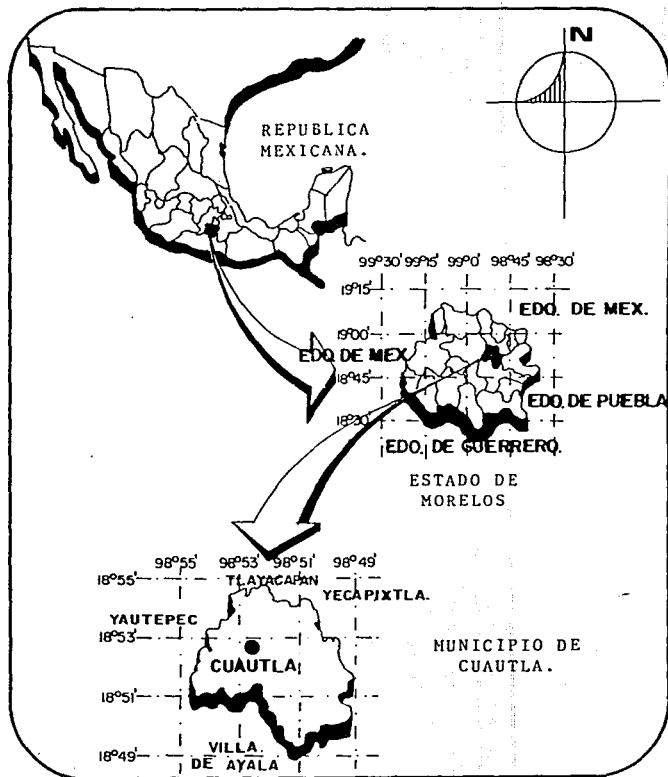 N
REPUBLICA
MEXICANA.
99°30' 99°15' 99°0' 98°45' 98°30'
19°15'
EDO. DE MEX.
19°00'
EDO. DE MEX
18°45'
EDO. DE PUEBLA
18°30'
EDO. DE GUERRERO.
ESTADO DE
MORELOS
98°55' 98°53' 98°51' 98°49'
18°55'
TLAYACAPAN
YECAPIXTLA.
YAUTEPEC
18°53'
MUNICIPIO DE
CUAUTLA.
CUAUTLA
18°51'
VILLA
DE AYALA
18°49'